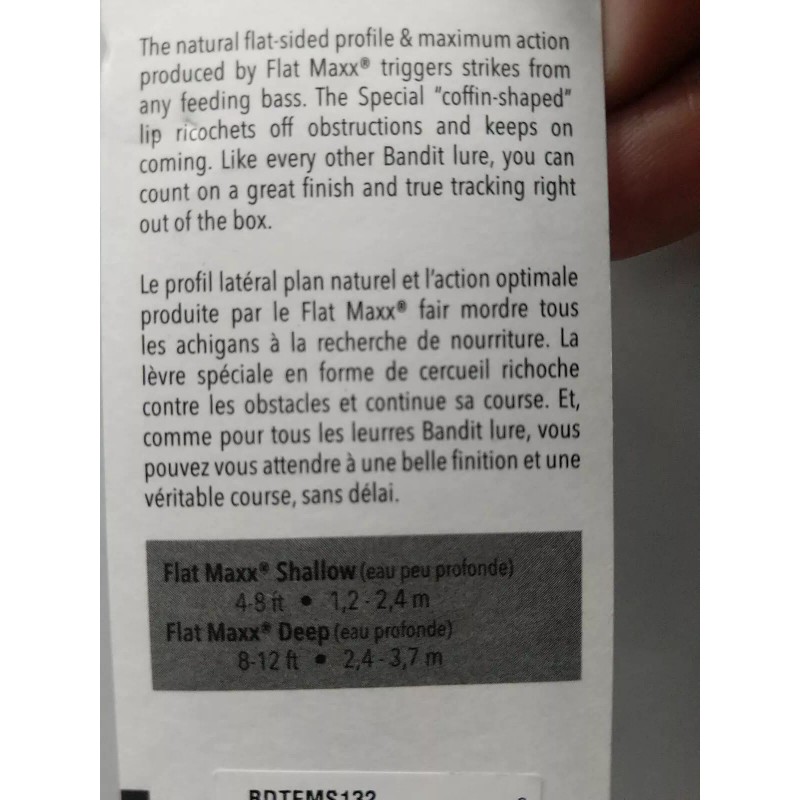 The natural flat-sided profile & maximum action
produced by Flat Maxx® triggers strikes from
any feeding bass. The Special "coffin-shaped"
lip ricochets off obstructions and keeps on
coming. Like every other Bandit lure, you can
count on a great finish and true tracking right
out of the box.
Le profil latéral plan naturel et l'action optimale
produite par le Flat Maxx® fair mordre tous
les achigans à la recherche de nourriture. La
lèvre spéciale en forme de cercueil richoche
contre les obstacles et continue sa course. Et,
comme pour tous les leurres Bandit lure, vous
pouvez vous attendre à une belle finition et une
véritable course, sans délai.
Flat Maxx® Shallow (eau peu profonde)
4-8 ft • 1,2 - 2,4 m
Flat Maxx® Deep (eau profonde)
8-12 ft • 2,4 - 3,7 m